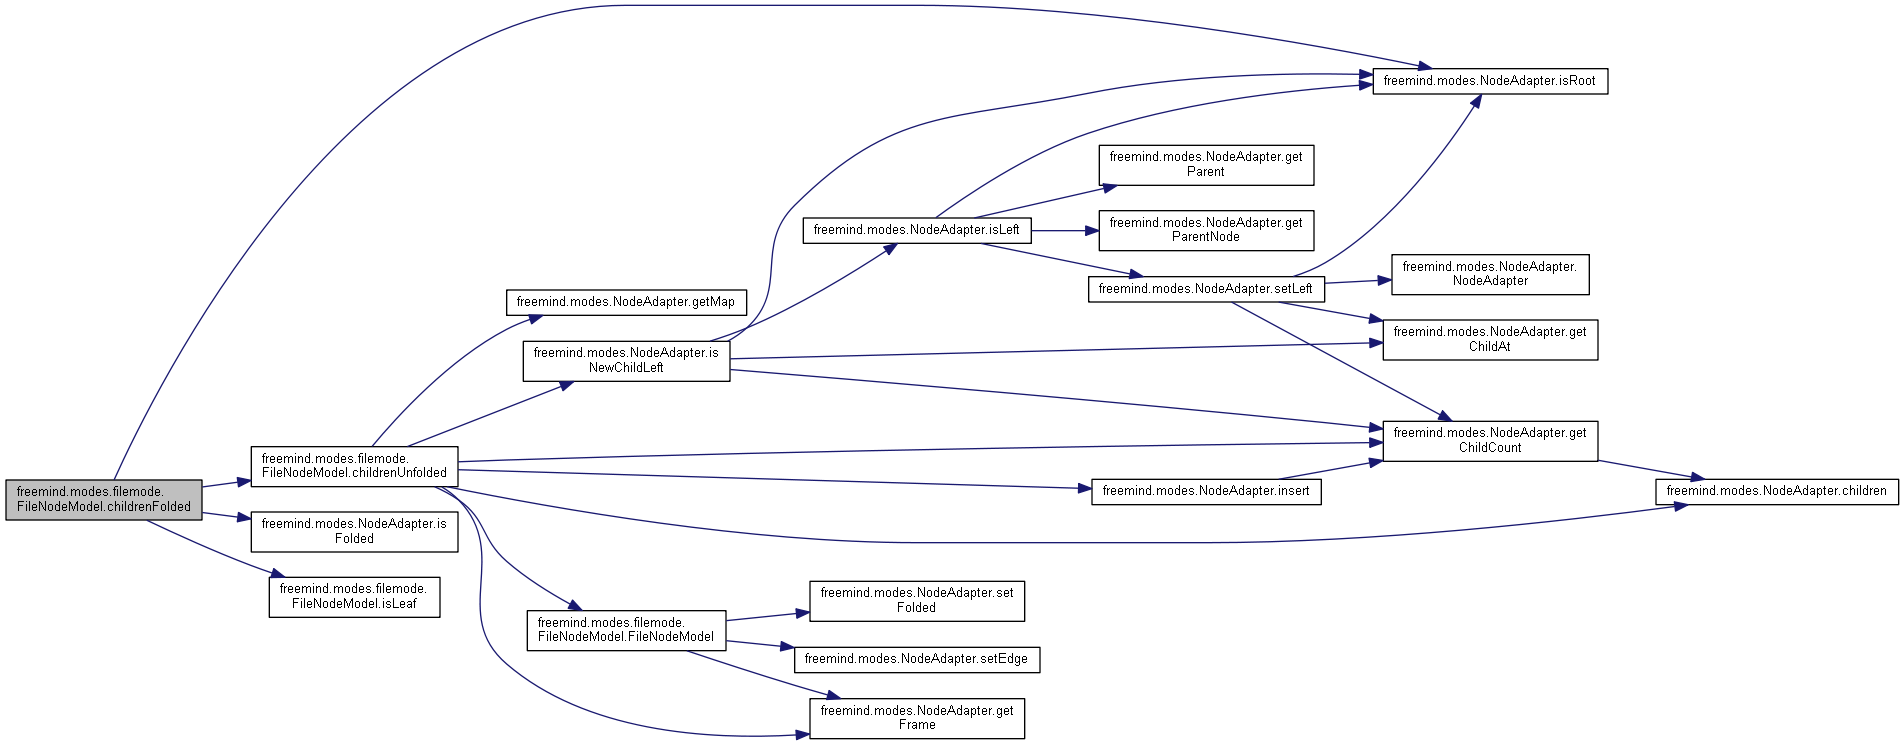 freemind.modes.NodeAdapter.isRoot
freemind.modes.NodeAdapter.get
Parent
freemind.modes.NodeAdapter.get
ParentNode
freemind.modes.NodeAdapter.isLeft
freemind.modes.NodeAdapter.
NodeAdapter
freemind.modes.NodeAdapter.setLeft
freemind.modes.NodeAdapter.getMap
freemind.modes.NodeAdapter.get
ChildAt
freemind.modes.NodeAdapter.is
NewChildLeft
freemind.modes.NodeAdapter.get
ChildCount
freemind.modes.filemode.
FileNodeModel.childrenUnfolded
freemind.modes.filemode.
FileNodeModel.childrenFolded
freemind.modes.NodeAdapter.insert
freemind.modes.NodeAdapter.children
freemind.modes.NodeAdapter.is
Folded
freemind.modes.filemode.
FileNodeModel.isLeaf
freemind.modes.NodeAdapter.set
Folded
freemind.modes.filemode.
FileNodeModel.FileNodeModel
freemind.modes.NodeAdapter.setEdge
freemind.modes.NodeAdapter.get
Frame